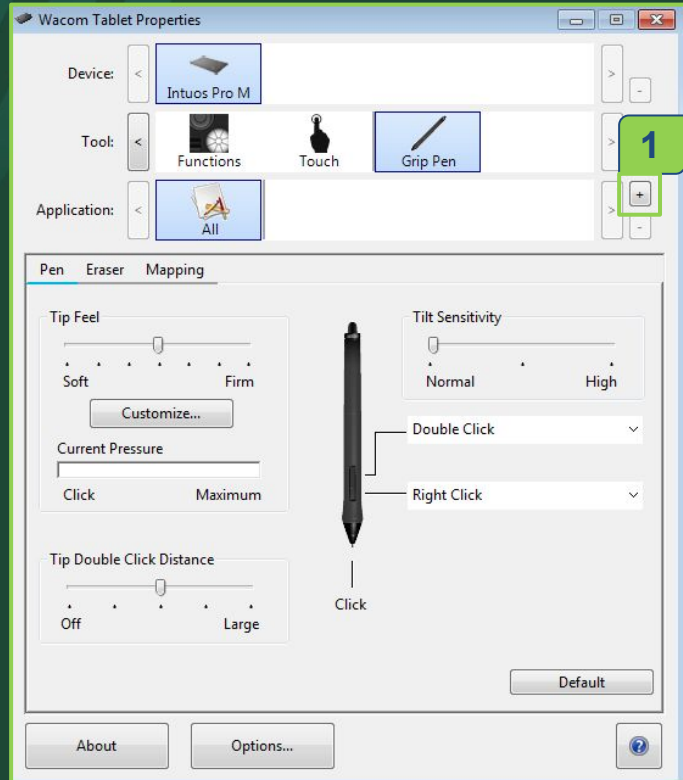 Wacom Tablet Properties
Device:
<
Intuos Pro M
>
-
Tool:
<
Functions
Touch
Grip Pen
>
1
Application:
<
All
>
+
-
Pen Eraser Mapping
Tip Feel
Soft Firm
Customize...
Current Pressure
Click Maximum
Tip Double Click Distance
Off Large
Click
Tilt Sensitivity
Normal High
Double Click
Right Click
Default
About
Options...
?